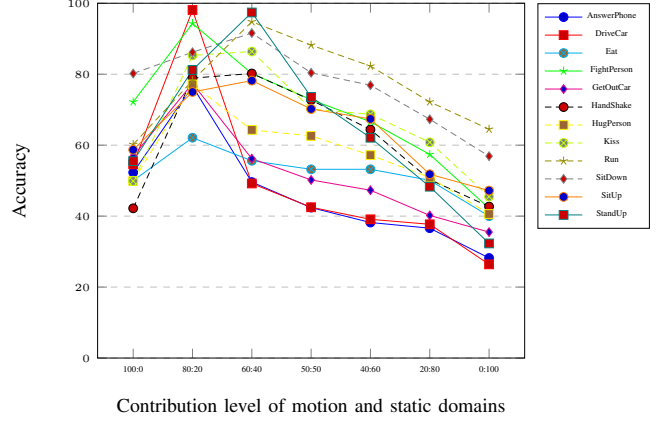 100
80
60
40
20
0
Accuracy
100:0 80:20 60:40 50:50 40:60 20:80 0:100
Contribution level of motion and static domains
AnswerPhone
DriveCar
Eat
FightPerson
GetOutCar
HandShake
HugPerson
Kiss
Run
SitDown
SitUp
StandUp